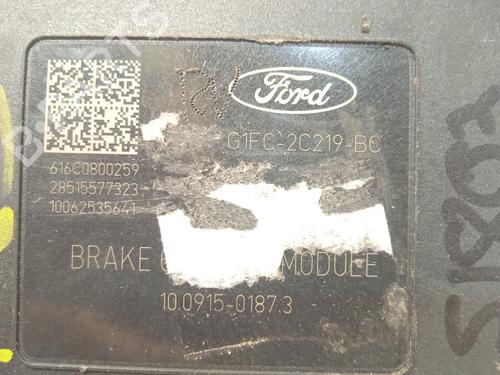 Ford
G1FC-2C219-BC
616C0800259
28515577323
10062535641
BRAKE MODULE
10.0915-0187.3